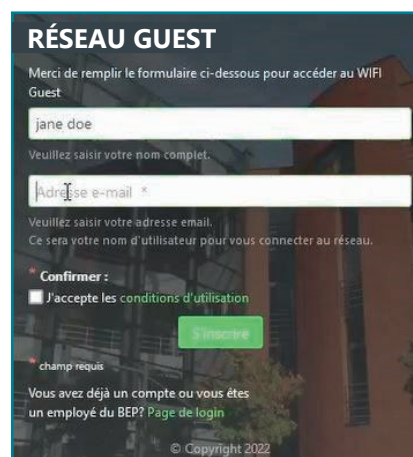 RÉSEAU GUEST
Merci de remplir le formulaire ci-dessous pour accéder au WIFI
Guest
jane doe
Veuillez saisir votre nom complet.
Adresse e-mail *
Veuillez saisir votre adresse email.
Ce sera votre nom d'utilisateur pour vous connecter au réseau.
* Confirmer :
J'accepte les conditions d'utilisation
S'inscrire
* champ requis
Vous avez déjà un compte ou vous êtes
un employé du BEP? Page de login
© Copyright 2022